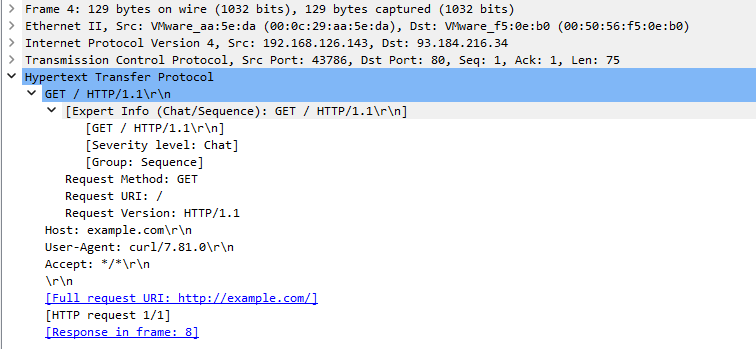 Frame 4: 129 bytes on wire (1032 bits), 129 bytes captured (1032 bits)
Ethernet II, Src: VMware_aa:5e:da (00:0c:29:aa:5e:da), Dst: VMware_f5:0e:b0 (00:50:56:f5:0e:b0)
Internet Protocol Version 4, Src: 192.168.126.143, Dst: 93.184.216.34
Transmission Control Protocol, Src Port: 43786, Dst Port: 80, Seq: 1, Ack: 1, Len: 75
Hypertext Transfer Protocol
GET / HTTP/1.1\r\n
[Expert Info (Chat/Sequence): GET / HTTP/1.1\r\n]
[GET / HTTP/1.1\r\n]
[Severity level: Chat]
[Group: Sequence]
Request Method: GET
Request URI: /
Request Version: HTTP/1.1
Host: example.com\r\n
User-Agent: curl/7.81.0\r\n
Accept: */*\r\n
\r\n
[Full request URI: http://example.com/]
[HTTP request 1/1]
[Response in frame: 8]